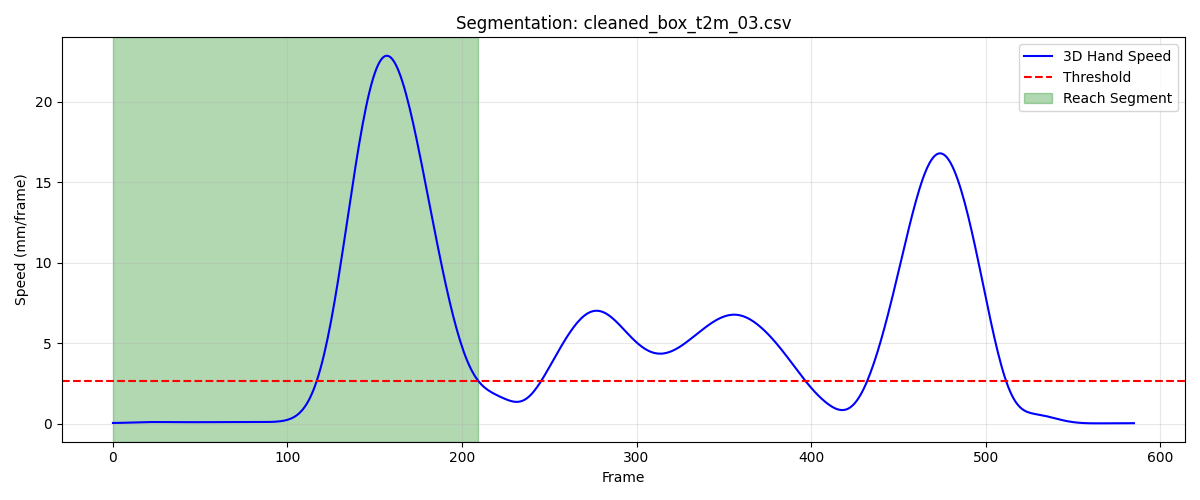 Segmentation: cleaned_box_t2m_03.csv
3D Hand Speed
Threshold
Reach Segment
Speed (mm/frame)
20
15
10
5
0
0 100 200 300 400 500 600
Frame